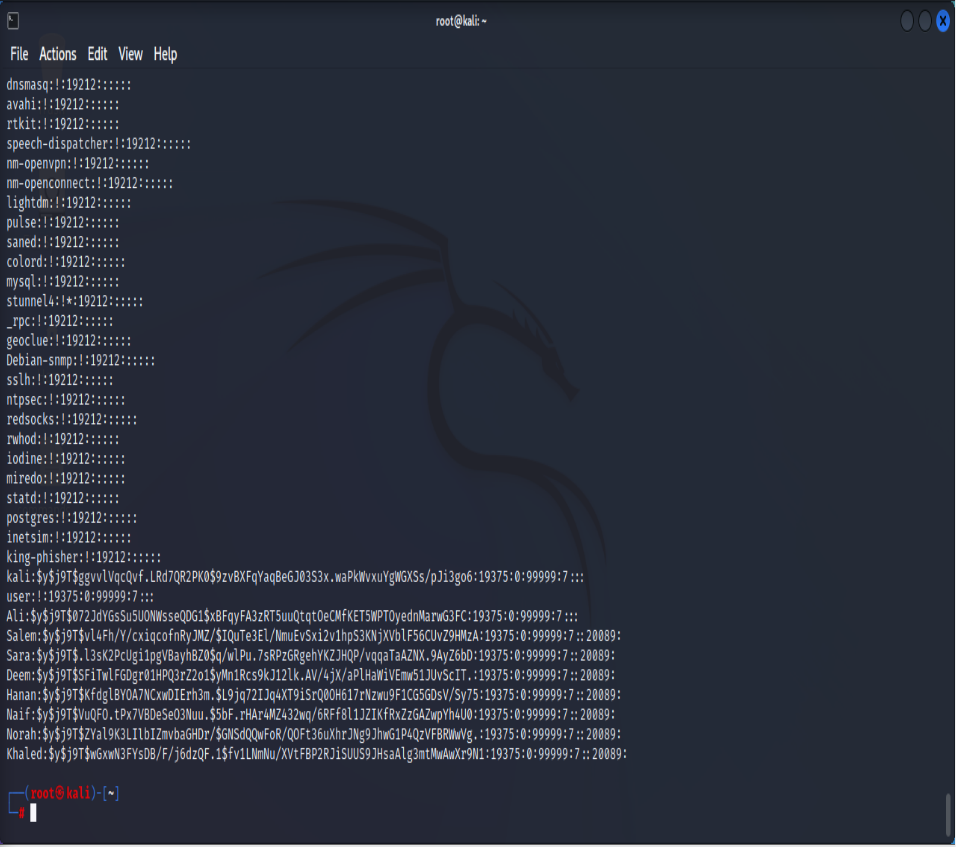 root@kali: ~
File Actions Edit View Help
dnsmasq:!:19212::::::
avahi:!:19212::::::
rtkit:!:19212::::::
speech-dispatcher:!:19212::::::
nm-openvpn:!:19212::::::
nm-openconnect:!:19212::::::
lightdm:!:19212::::::
pulse:!:19212::::::
saned:!:19212::::::
colord:!:19212::::::
mysql:!:19212::::::
stunnel4:!*:19212::::::
_rpc:!:19212::::::
geoclue:!:19212::::::
Debian-snmp:!:19212::::::
sslh:!:19212::::::
ntpsec:!:19212::::::
redsocks:!:19212::::::
rwhod:!:19212::::::
iodine:!:19212::::::
miredo:!:19212::::::
statd:!:19212::::::
postgres:!:19212::::::
inetsim:!:19212::::::
king-phisher:!:19212::::::
kali:$y$j9T$ggvvlVqcQvf.LRd7QR2PK0$9zvBXFqYaqBeGJ03S3x.waPkWvxuYgWGXSs/pJi3go6:19375:0:99999:7:::
user:!:19375:0:99999:7:::
Ali:$y$j9T$072JdYGsSu5UONWsseQDG1$xBFqyFA3zRT5uuQtqtOeCMfKET5WPTOyednMarwG3FC:19375:0:99999:7:::
Salem:$y$j9T$vl4Fh/Y/cxiqcofnRyJMZ/$IQuTe3El/NmuEvSxi2v1hpS3KNjXVblF56CUvZ9HMzA:19375:0:99999:7::20089:
Sara:$y$j9T$.l3sK2PcUgi1pgVBayhBZ0$q/wlPu.7sRPzGRgehYKZJHQP/vqqaTaAZNX.9AyZ6bD:19375:0:99999:7::20089:
Deem:$y$j9T$SFiTwlFGDgr01HPQ3rZ2o1$yMn1Rcs9kJ12lk.AV/4jX/aPlHaWiVEmw51JUvScIT.:19375:0:99999:7::20089:
Hanan:$y$j9T$KfdglBYOA7NCxwDIErh3m.$L9jq72IJq4XT9iSrQ0OH617rNzwu9F1CG5GDsV/Sy75:19375:0:99999:7::20089:
Naif:$y$j9T$VuQFO.tPx7VBDeSeO3Nuu.$5bF.rHAr4MZ432wq/6RFf8l1JZIKfRxZzGAZwpYh4U0:19375:0:99999:7::20089:
Norah:$y$j9T$ZYal9K3LIlbIZmvbaGHDr/$GNSdQQwFoR/QOFt36uXhrJNg9JhwG1P4QzVFBRWwVg.:19375:0:99999:7::20089:
Khaled:$y$j9T$wGxwN3FYsDB/F/j6dzQF.1$fv1LNmNu/XVtFBP2RJiSUUS9JHsaAlg3mtMwAwXr9N1:19375:0:99999:7::20089:
(root㉿kali)-[~]
#